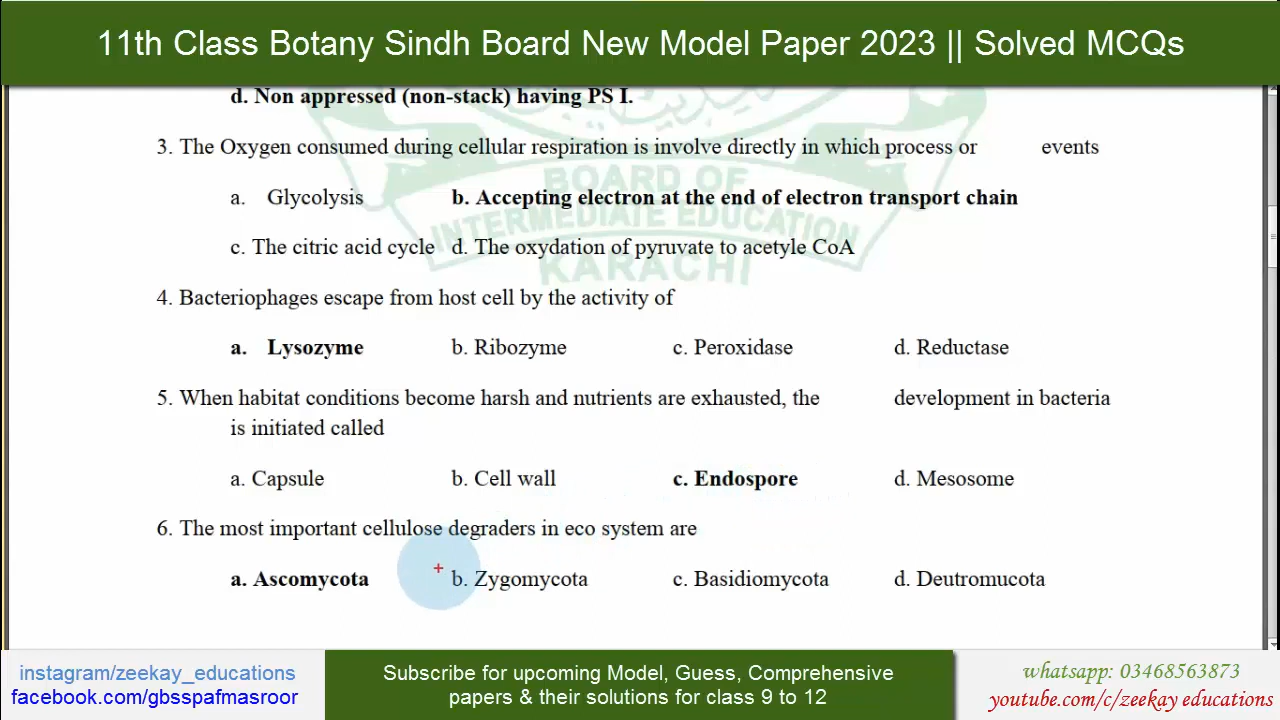 11th Class Botany Sindh Board New Model Paper 2023 || Solved MCQs
d. Non appressed (non-stack) having PS I.
3. The Oxygen consumed during cellular respiration is involve directly in which process or events
a. Glycolysis b. Accepting electron at the end of electron transport chain
c. The citric acid cycle d. The oxydation of pyruvate to acetyle CoA
4. Bacteriophages escape from host cell by the activity of
a. Lysozyme b. Ribozyme c. Peroxidase d. Reductase
5. When habitat conditions become harsh and nutrients are exhausted, the development in bacteria
is initiated called
a. Capsule b. Cell wall c. Endospore d. Mesosome
6. The most important cellulose degraders in eco system are
a. Ascomycota b. Zygomycota c. Basidiomycota d. Deutromucota
BOARD OF
INTERMEDIATE EDUCATION
KARACHI
instagram/zeekay_educations
facebook.com/gbsspafmasroor
Subscribe for upcoming Model, Guess, Comprehensive
papers & their solutions for class 9 to 12
whatsapp: 03468563873
youtube.com/c/zeekay educations